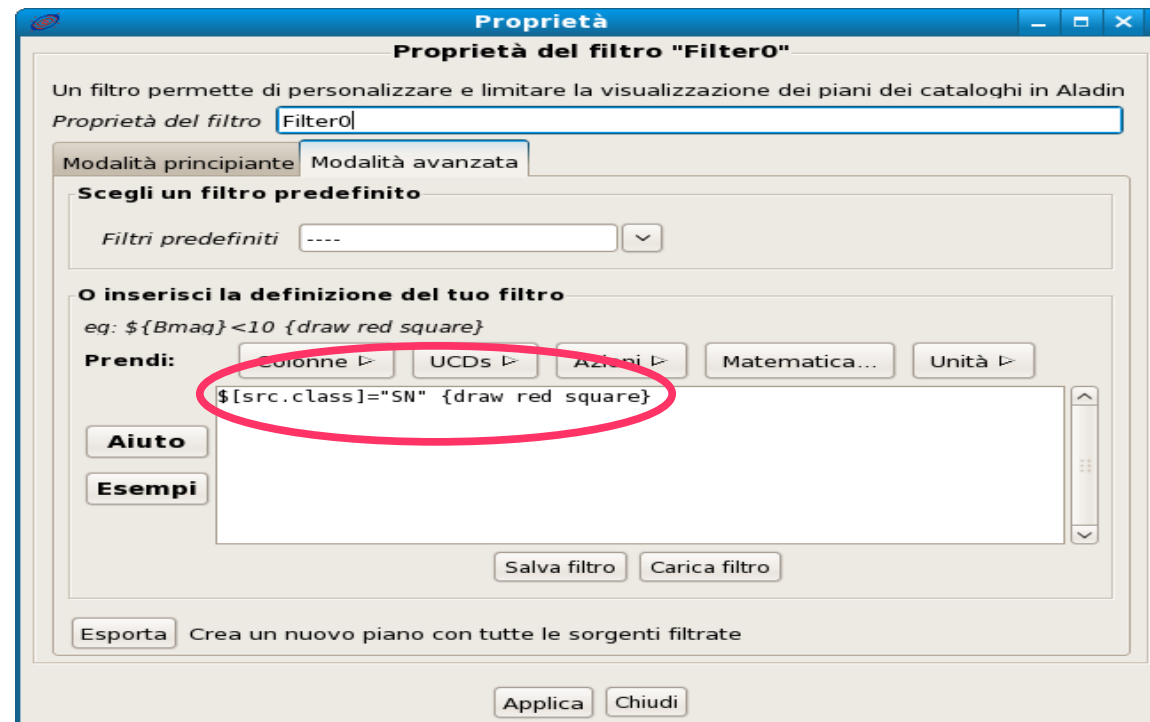 Proprietà
Proprietà del filtro "Filter0"
Un filtro permette di personalizzare e limitare la visualizzazione dei piani dei cataloghi in Aladin
Proprietà del filtro Filter0
Modalità principiante Modalità avanzata
Scegli un filtro predefinito
Filtri predefiniti ----
O inserisci la definizione del tuo filtro
eg: ${Bmag}<10 {draw red square}
Prendi: Colonne ▷ UCDs ▷ Azioni ▷ Matematica... Unità ▷
$[src.class]="SN" {draw red square}
Aiuto
Esempi
Salva filtro Carica filtro
Esporta Crea un nuovo piano con tutte le sorgenti filtrate
Applica Chiudi